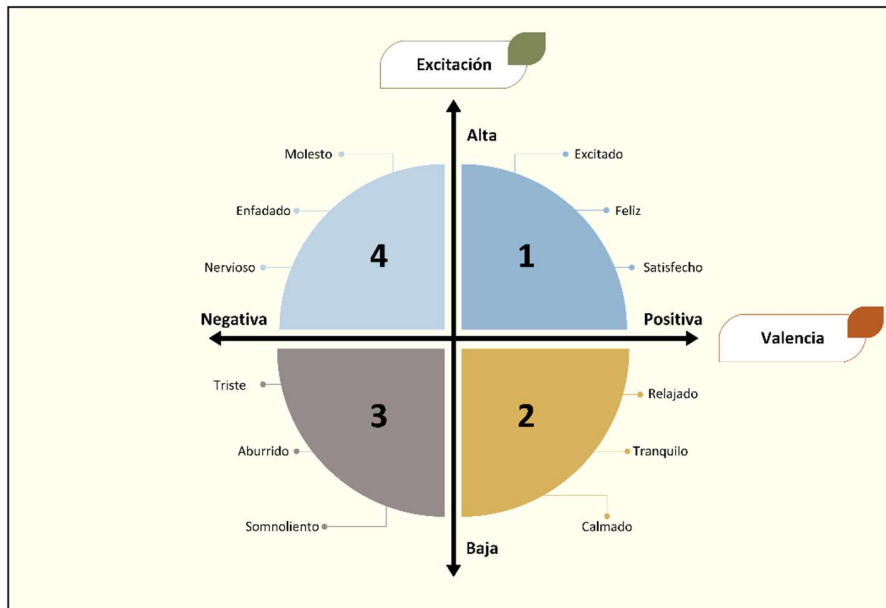 Excitación
Alta
Molesto
Excitado
Enfadado
Feliz
4
1
Nervioso
Satisfecho
Negativa
Positiva
Valencia
Triste
Relajado
3
2
Aburrido
Tranquilo
Somnoliento
Calmado
Baja